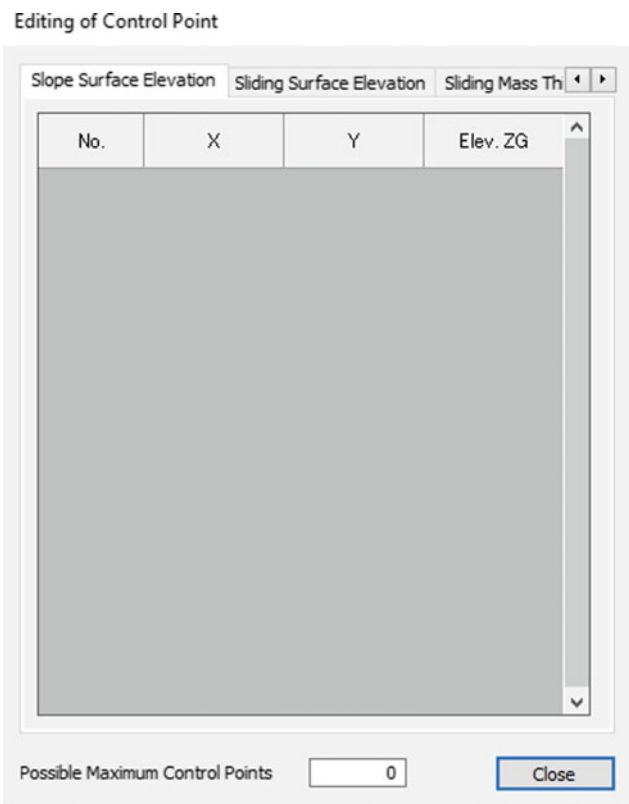 Editing of Control Point
Slope Surface Elevation Sliding Surface Elevation Sliding Mass
No. X Y Elev. ZG
Possible Maximum Control Points 0
Close